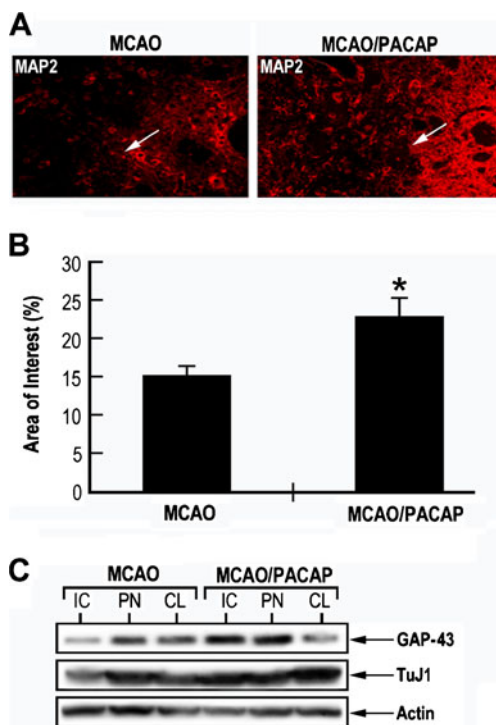 A
MCAO
MCAO/PACAP
MAP2
MAP2
B
Area of Interest (%)
30
25
20
15
10
5
0
*
MCAO
MCAO/PACAP
C
MCAO
MCAO/PACAP
IC PN CL IC PN CL
GAP-43
TuJ1
Actin